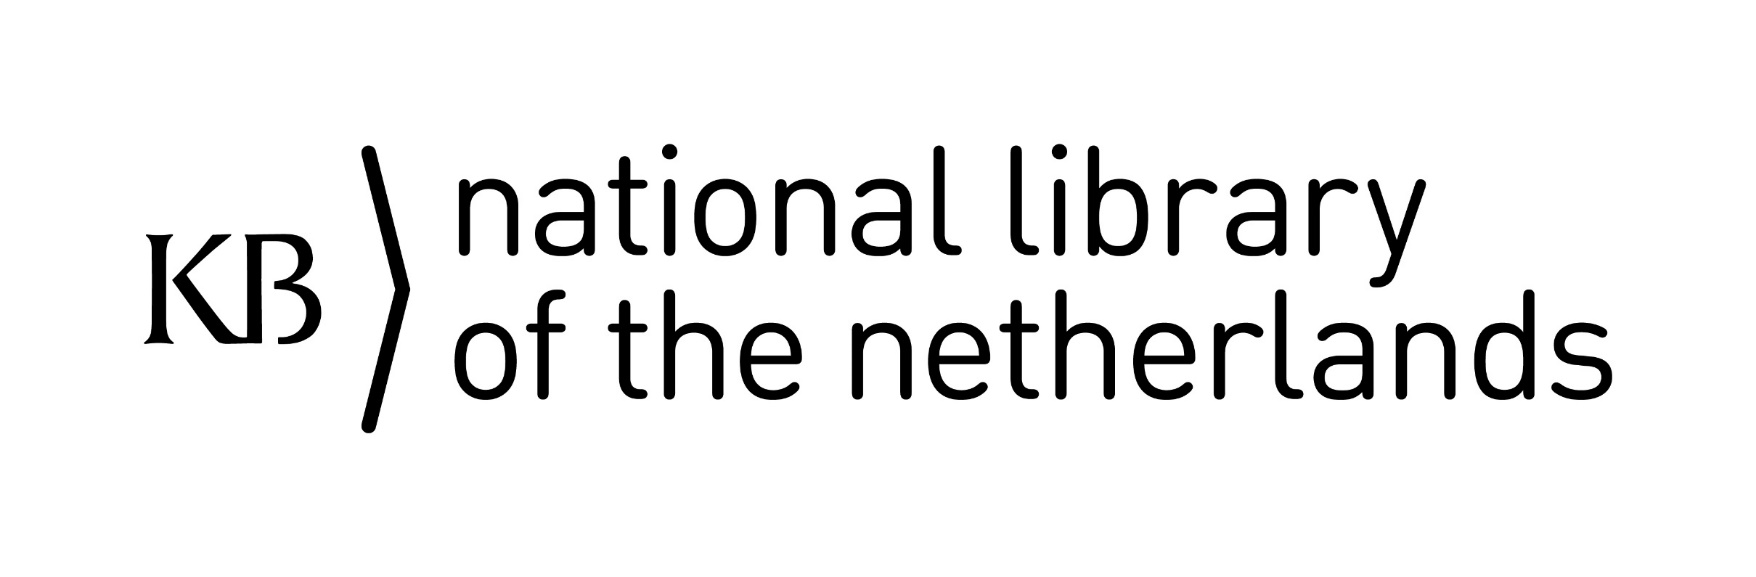 KB
national library
of the netherlands